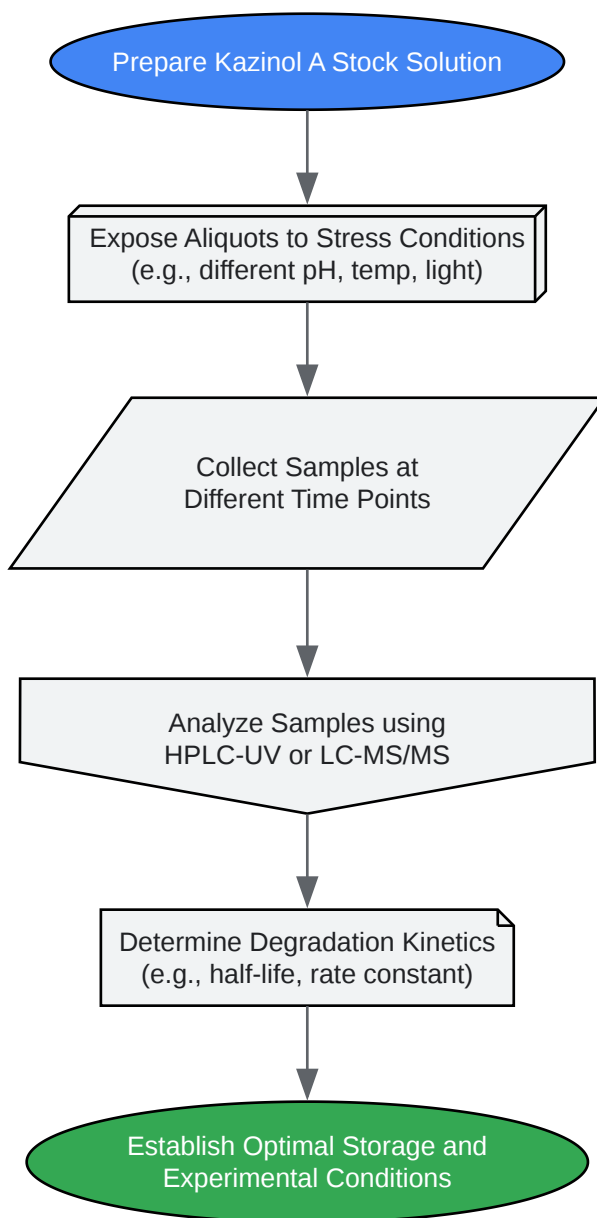 Prepare Kazinol A Stock Solution
Expose Aliquots to Stress Conditions
(e.g., different pH, temp, light)
Collect Samples at
Different Time Points
Analyze Samples using
HPLC-UV or LC-MS/MS
Determine Degradation Kinetics
(e.g., half-life, rate constant)
Establish Optimal Storage and
Experimental Conditions